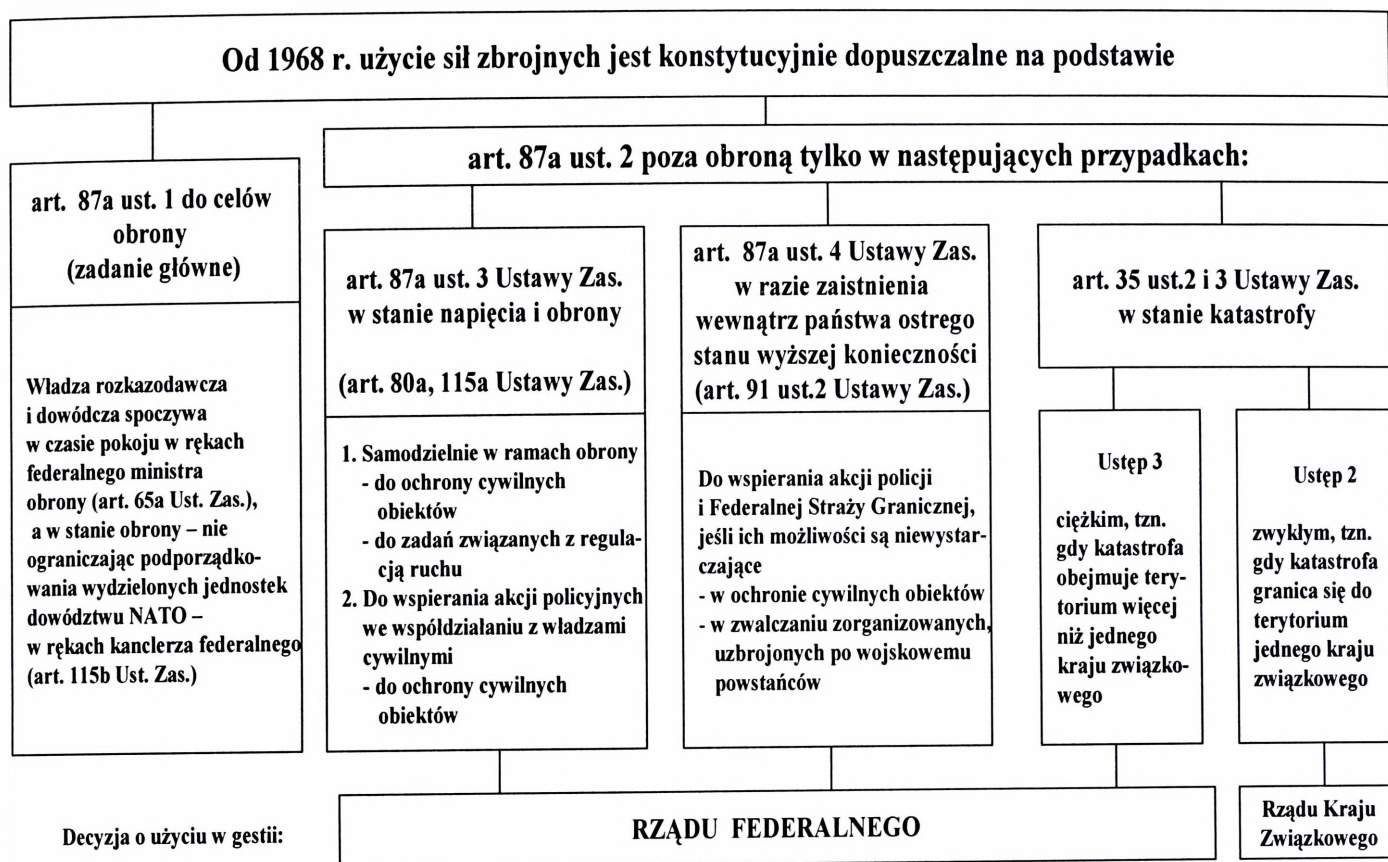 Od 1968 r. użycie sił zbrojnych jest konstytucyjnie dopuszczalne na podstawie
art. 87a ust. 1 do celów
obrony
(zadanie główne)
Władza rozkazodawcza
i dowódcza spoczywa
w czasie pokoju w rękach
federalnego ministra
obrony (art. 65a Ust. Zas.),
a w stanie obrony – nie
ograniczając podporządko-
wania wydzielonych jednostek
dowództwu NATO –
w rękach kanclerza federalnego
(art. 115b Ust. Zas.)
art. 87a ust. 2 poza obroną tylko w następujących przypadkach:
art. 87a ust. 3 Ustawy Zas.
w stanie napięcia i obrony
(art. 80a, 115a Ustawy Zas.)
1. Samodzielnie w ramach obrony
- do ochrony cywilnych
obiektów
- do zadań związanych z regula-
cją ruchu
2. Do wspierania akcji policyjnych
we współdziałaniu z władzami
cywilnymi
- do ochrony cywilnych
obiektów
art. 87a ust. 4 Ustawy Zas.
w razie zaistnienia
wewnątrz państwa ostrego
stanu wyższej konieczności
(art. 91 ust.2 Ustawy Zas.)
Do wspierania akcji policji
i Federalnej Straży Granicznej,
jeśli ich możliwości są niewystar-
czające
- w ochronie cywilnych obiektów
- w zwalczaniu zorganizowanych,
uzbrojonych po wojskowemu
powstańców
art. 35 ust.2 i 3 Ustawy Zas.
w stanie katastrofy
Ustęp 3
ciężkim, tzn.
gdy katastrofa
obejmuje tery-
torium więcej
niż jednego
kraju związko-
wego
Ustęp 2
zwykłym, tzn.
gdy katastrofa
granica się do
terytorium
jednego kraju
związkowego
Decyzja o użyciu w gestii:
RZĄDU FEDERALNEGO
Rządu Kraju
Związkowego